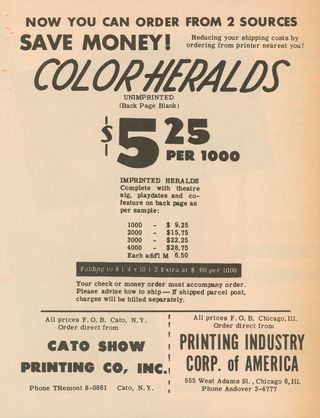 NOW YOU CAN ORDER FROM 2 SOURCES
SAVE MONEY!
Reducing your shipping costs by
ordering from printer nearest you!
COLOR-HERALDS
UNIMPRINTED
(Back Page Blank)
$5 25
PER 1000
IMPRINTED HERALDS
Complete with theatre
sig, playdates and co-
feature on back page as
per sample:
1000 - $ 9.25
2000 - $15.75
3000 - $22.25
4000 - $28.75
Each add'l M 6.50
Folding to 8 1/4 x 10 1/2 Extra at $ .60 per 1000
Your check or money order must accompany order.
Please advise how to ship — If shipped parcel post,
charges will be billed separately.
All prices F.O.B. Cato, N.Y.
Order direct from
CATO SHOW
PRINTING CO, INC.
Phone TRemont 8-0861 Cato, N.Y.
All prices F.O.B. Chicago, Ill.
Order direct from
PRINTING INDUSTRY
CORP. of AMERICA
555 West Adams St., Chicago 6, Ill.
Phone Andover 3-4777